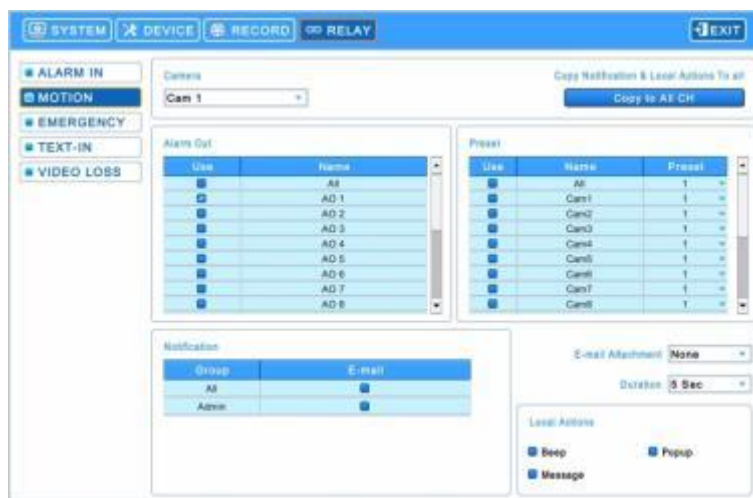 SYSTEM DEVICE RECORD RELAY EXIT
ALARM IN
MOTION
EMERGENCY
TEXT-IN
VIDEO LOSS
Camera
Copy Notification & Local Actions To all
Cam 1
Copy to All CH
Alarm Out
Use Name
All
AO 1
AO 2
AO 3
AO 4
AO 5
AO 6
AO 7
AO 8
Preset
Use Name Preset
All 1
Cam1 1
Cam2 1
Cam3 1
Cam4 1
Cam5 1
Cam6 1
Cam7 1
Cam8 1
Notification
Group E-mail
All
Admin
E-mail Attachment None
Duration 5 Sec
Local Actions
Beep Popup
Message